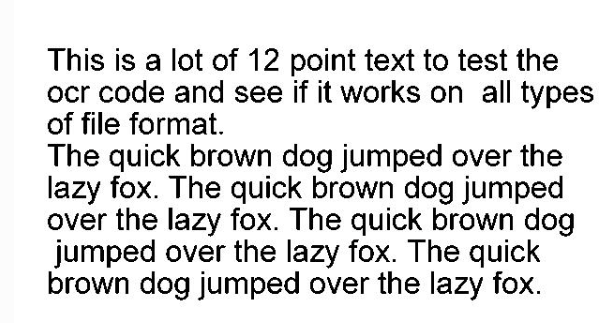 This is a lot of 12 point text to test the
ocr code and see if it works on  all types
of file format.
The quick brown dog jumped over the
lazy fox. The quick brown dog jumped
over the lazy fox. The quick brown dog
 jumped over the lazy fox. The quick
brown dog jumped over the lazy fox.